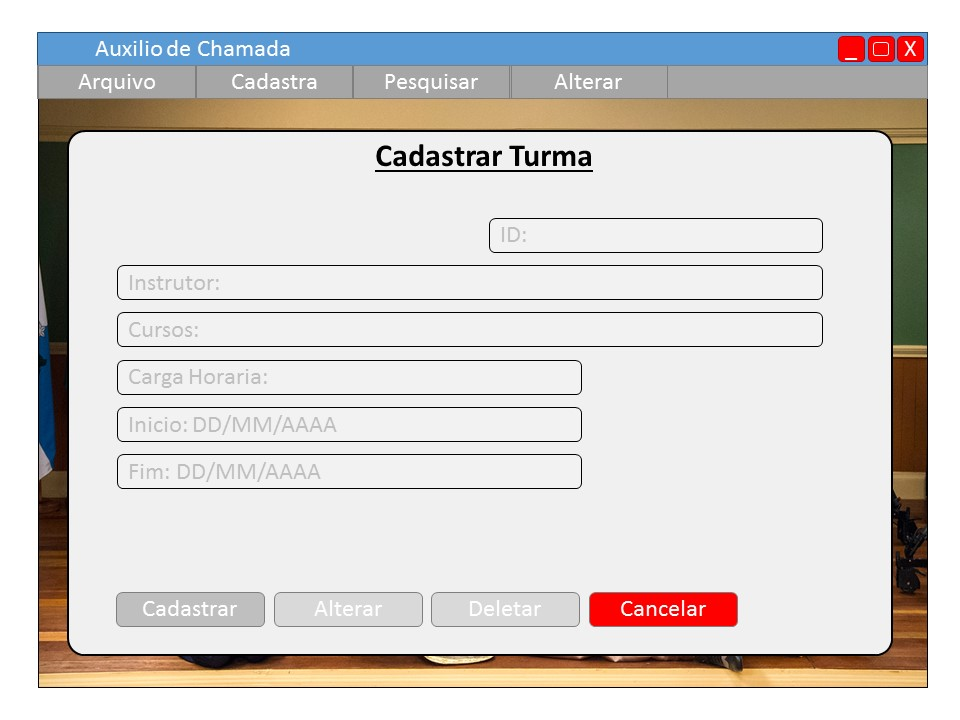 Auxilio de Chamada _ X
Arquivo Cadastra Pesquisar Alterar
Cadastrar Turma
ID:
Instrutor:
Cursos:
Carga Horaria:
Inicio: DD/MM/AAAA
Fim: DD/MM/AAAA
Cadastrar Alterar Deletar Cancelar